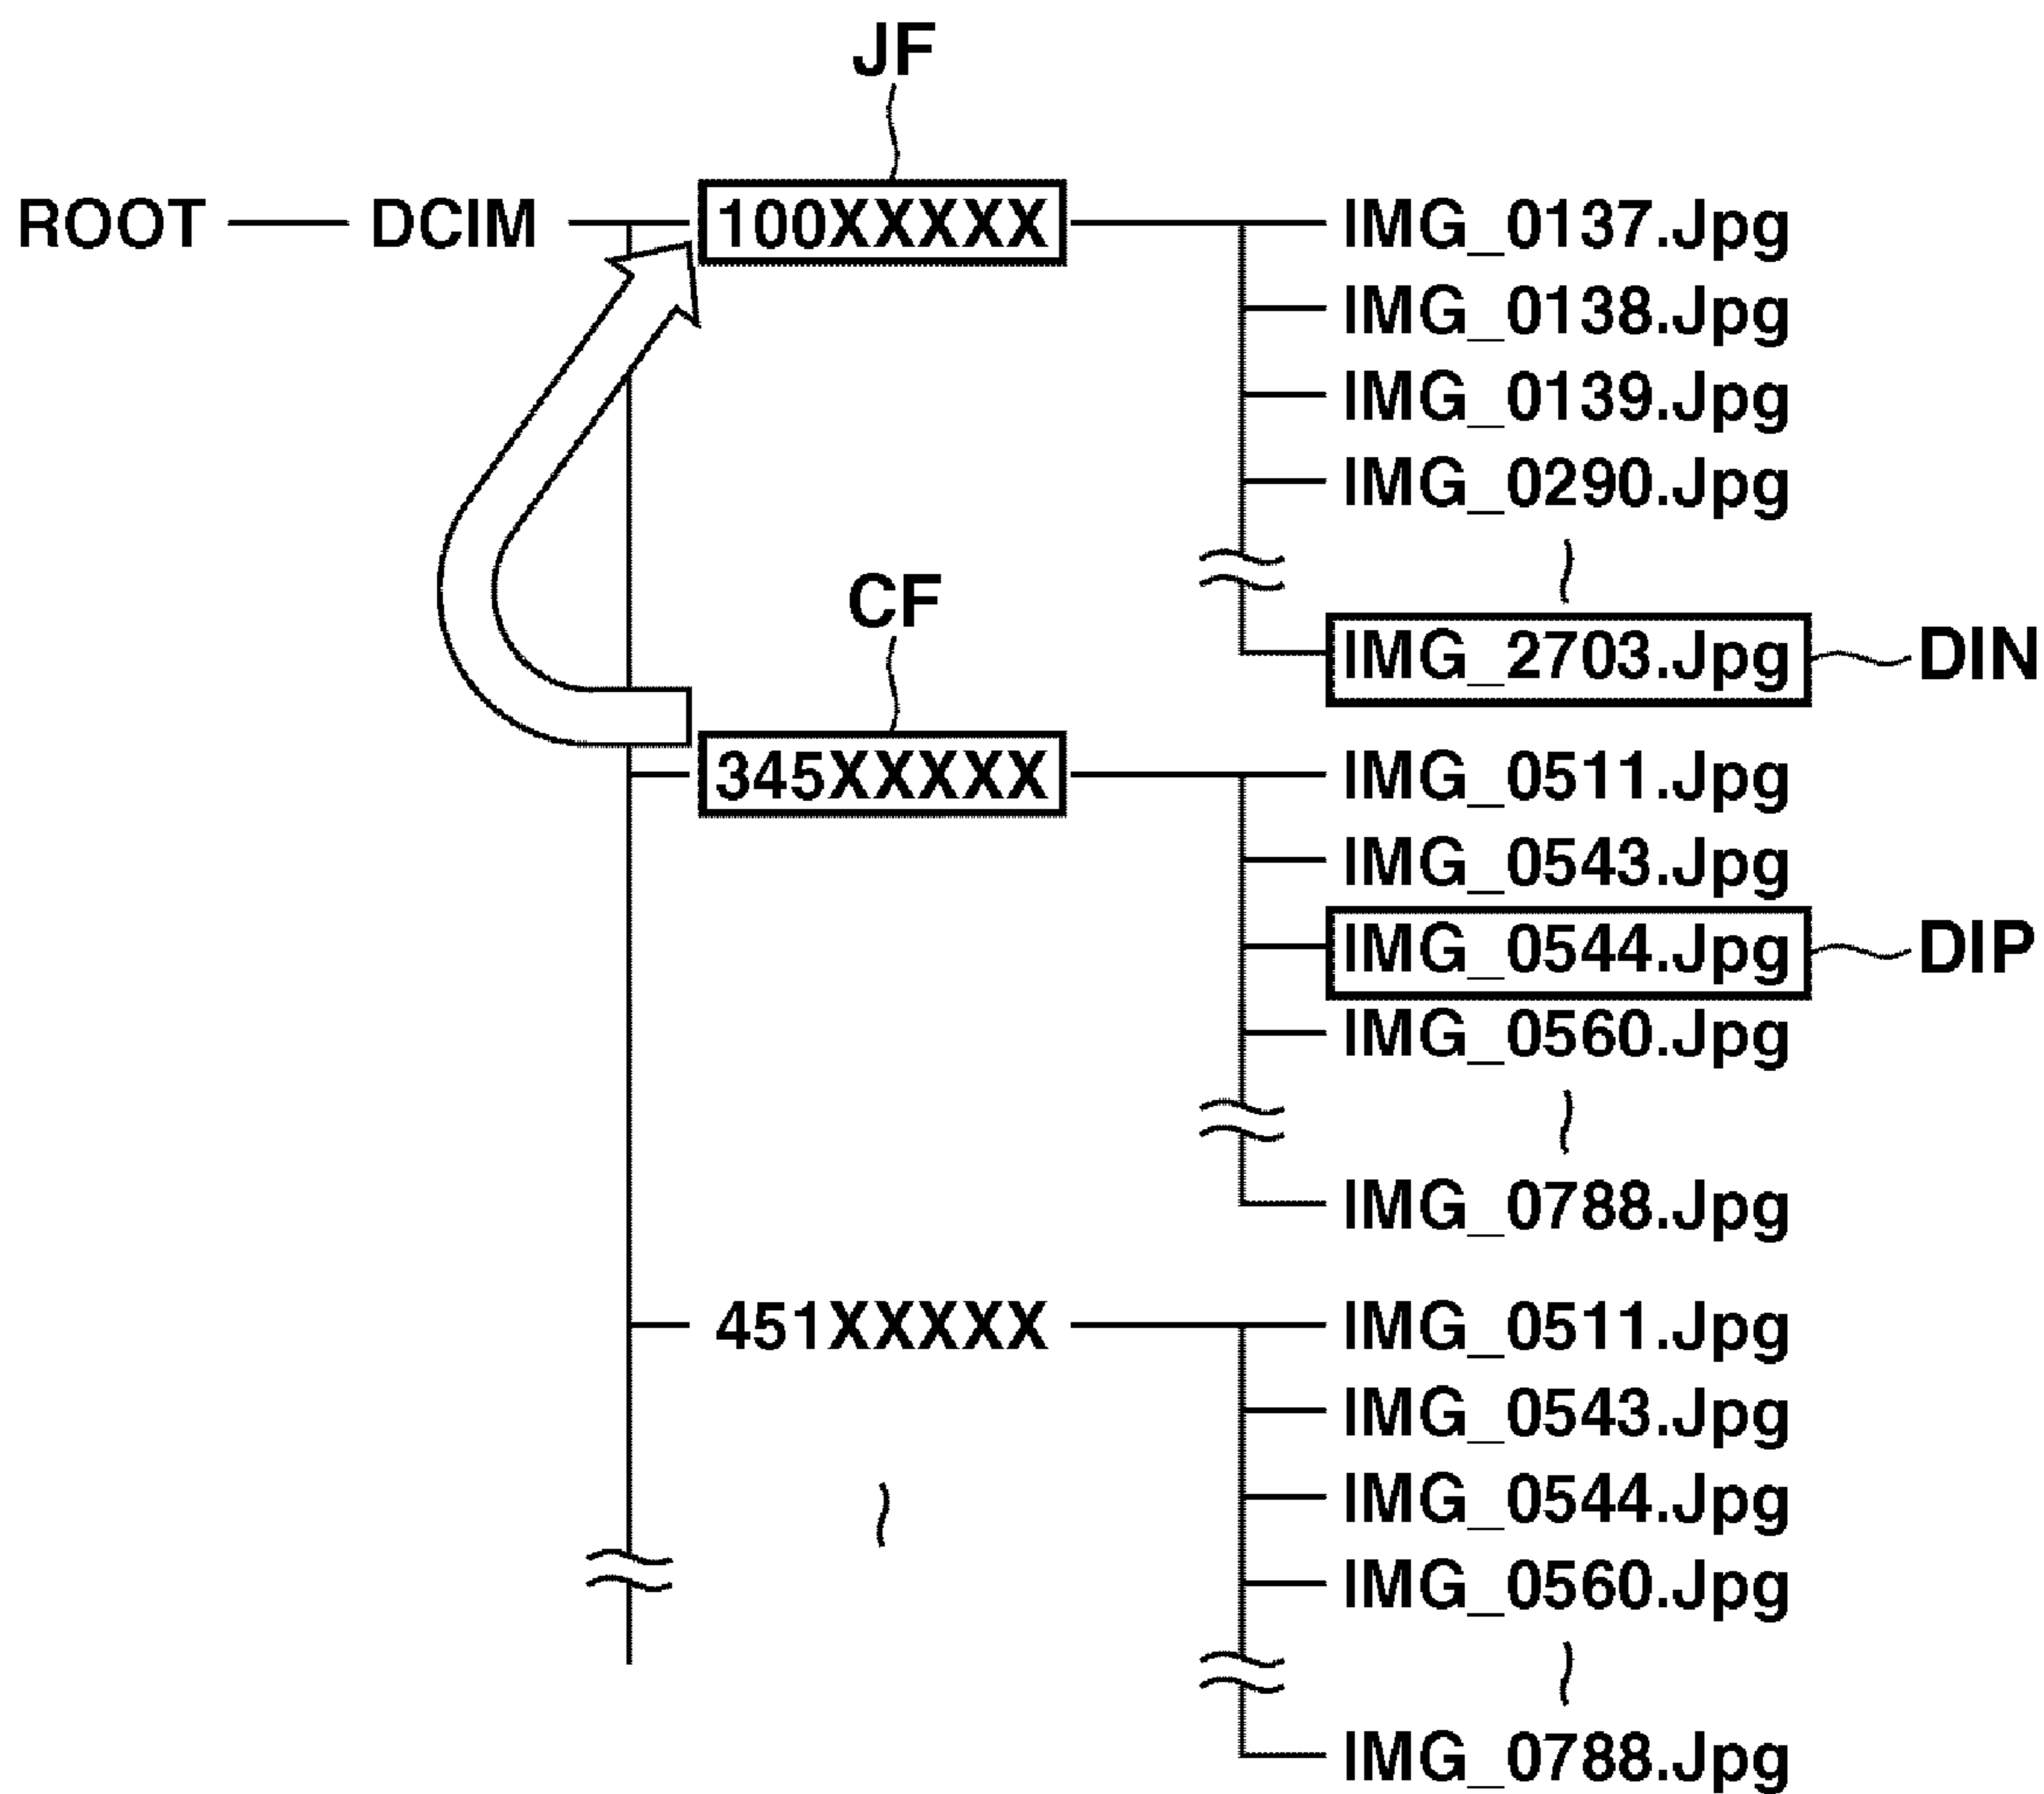 JF
ROOT DCIM 100XXXXX IMG_0137.Jpg
IMG_0138.Jpg
IMG_0139.Jpg
IMG_0290.Jpg
CF
IMG_2703.Jpg DIN
345XXXXX IMG_0511.Jpg
IMG_0543.Jpg
IMG_0544.Jpg DIP
IMG_0560.Jpg
IMG_0788.Jpg
451XXXXX IMG_0511.Jpg
IMG_0543.Jpg
IMG_0544.Jpg
IMG_0560.Jpg
IMG_0788.Jpg